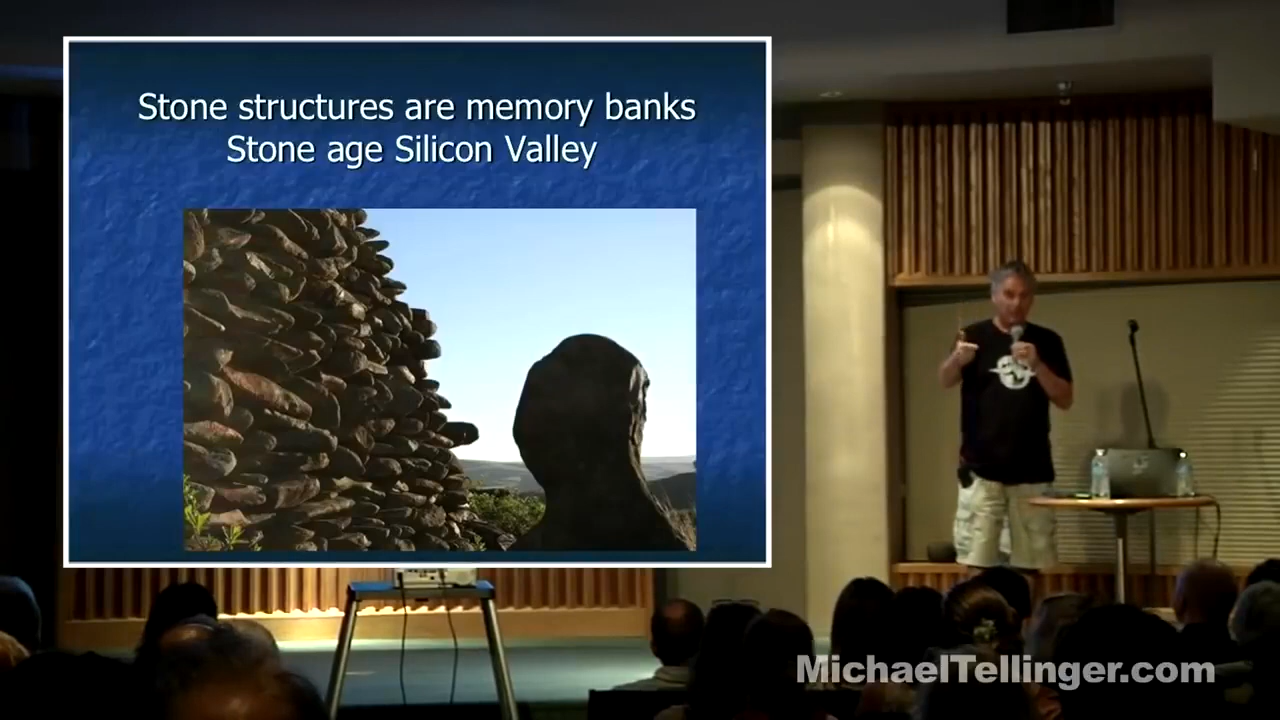 Stone structures are memory banks
Stone age Silicon Valley
MichaelTellinger.com